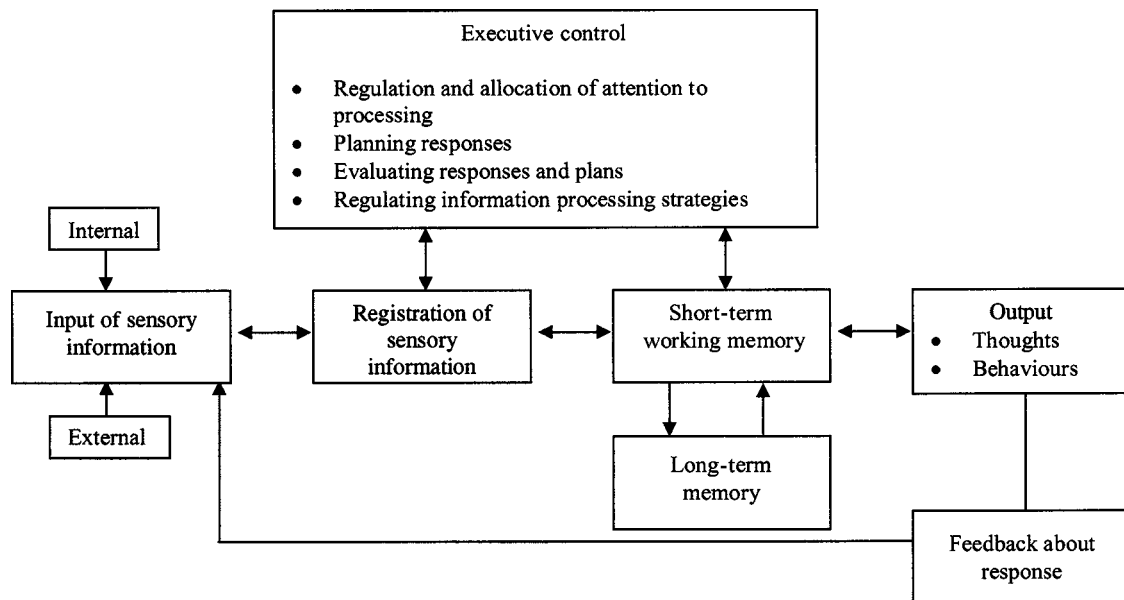 Executive control
• Regulation and allocation of attention to
processing
• Planning responses
• Evaluating responses and plans
• Regulating information processing strategies
Internal
Input of sensory
information
External
Registration of
sensory
information
Short-term
working memory
Long-term
memory
Output
• Thoughts
• Behaviours
Feedback about
response